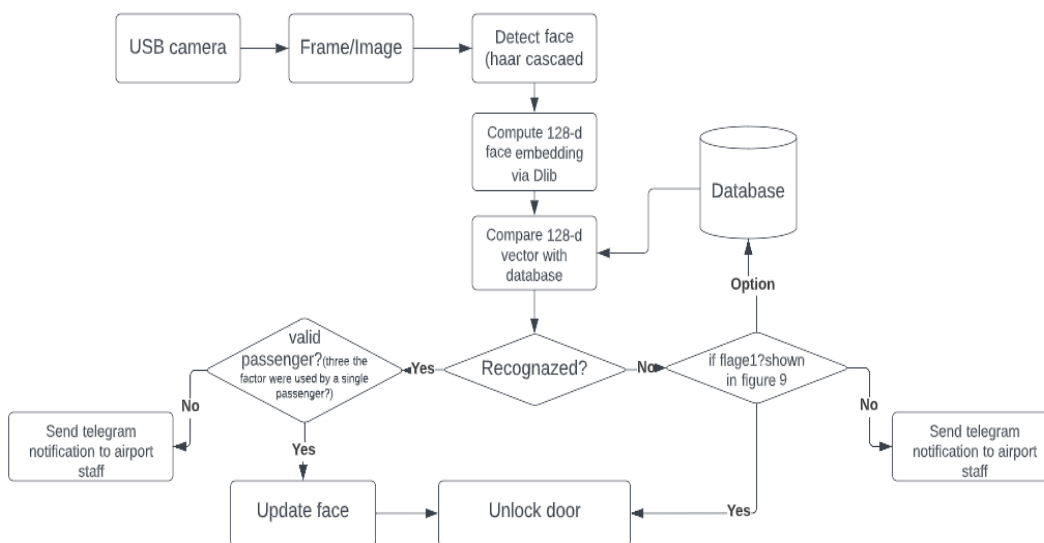 USB camera
Frame/Image
Detect face
(haar cascaed
Compute 128-d
face embedding
via Dlib
Database
Compare 128-d
vector with
database
Option
valid
passenger?(three the
factor were used by a single
passenger?)
Yes
Recognazed?
No
if flage1?shown
in figure 9
No
No
Send telegram
notification to airport
staff
Yes
Send telegram
notification to airport
staff
Update face
Unlock door
Yes